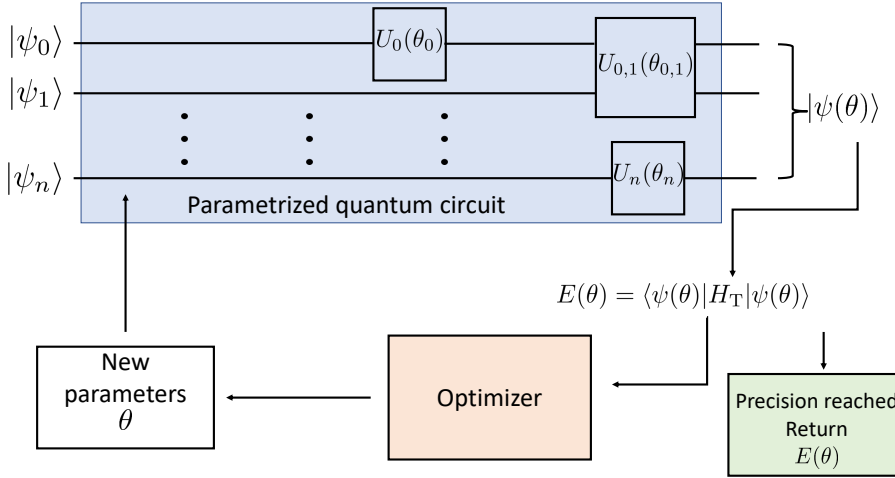 |ψ₀⟩
U₀(θ₀)
U₀,₁(θ₀,₁)
|ψ₁⟩
|ψ(θ)⟩
|ψₙ⟩
Uₙ(θₙ)
Parametrized quantum circuit
E(θ) = ⟨ψ(θ)|H_T|ψ(θ)⟩
New
parameters
θ
Optimizer
Precision reached
Return
E(θ)